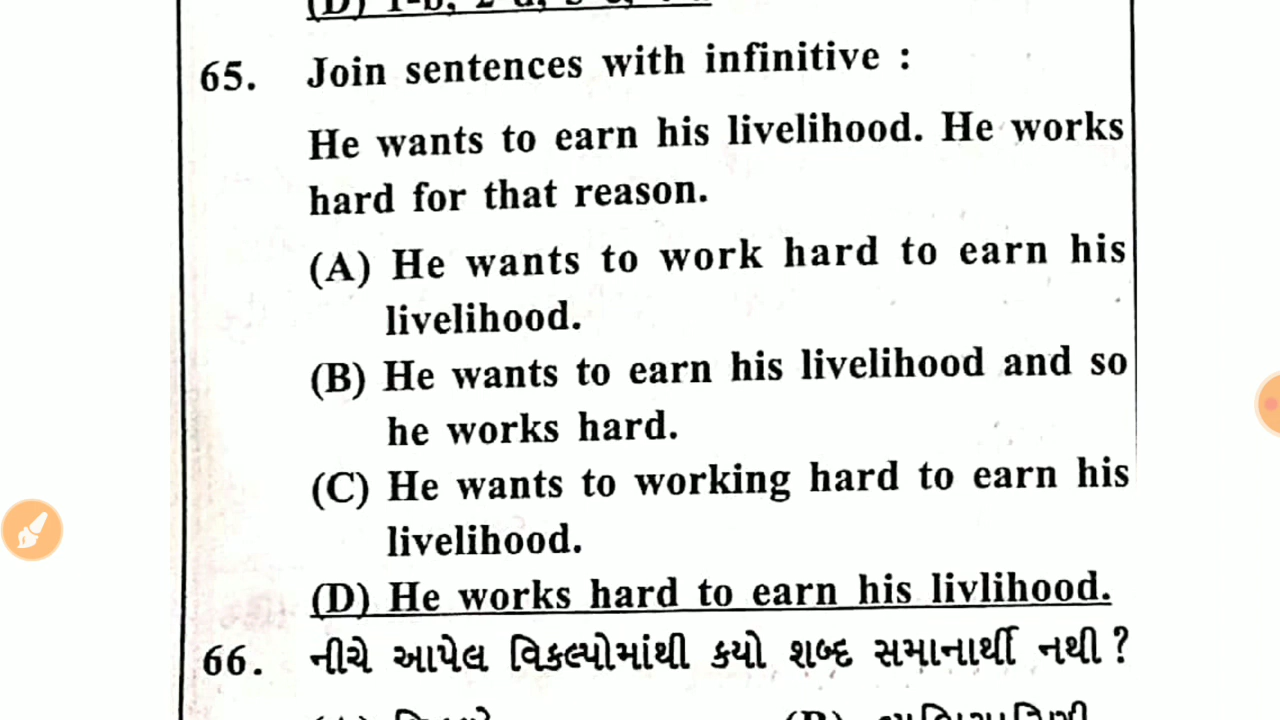 65. Join sentences with infinitive :
He wants to earn his livelihood. He works
hard for that reason.
(A) He wants to work hard to earn his
livelihood.
(B) He wants to earn his livelihood and so
he works hard.
(C) He wants to working hard to earn his
livelihood.
(D) He works hard to earn his livlihood.
66. નીચે આપેલ વિકલ્પોમાંથી કયો શબ્દ સમાનાર્થી નથી ?